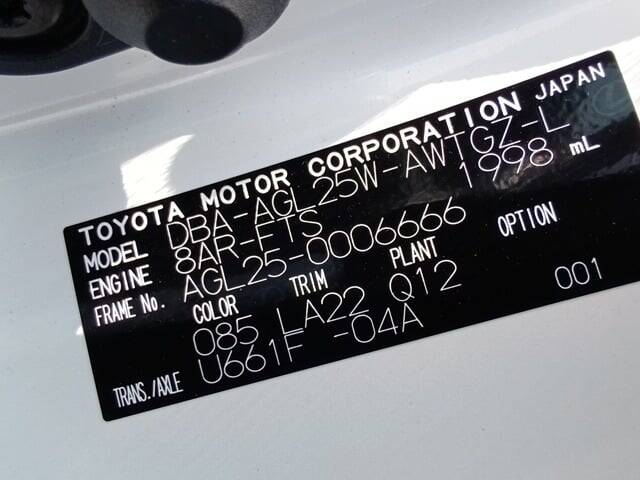 TOYOTA MOTOR CORPORATION JAPAN
MODEL DBA-AGL25W-AWTGZ-L
ENGINE 8AR-FTS 1998 mL
FRAME No. AGL25-0006666
COLOR TRIM PLANT OPTION
085 LA22 Q12 001
TRANS./AXLE U661F -04A